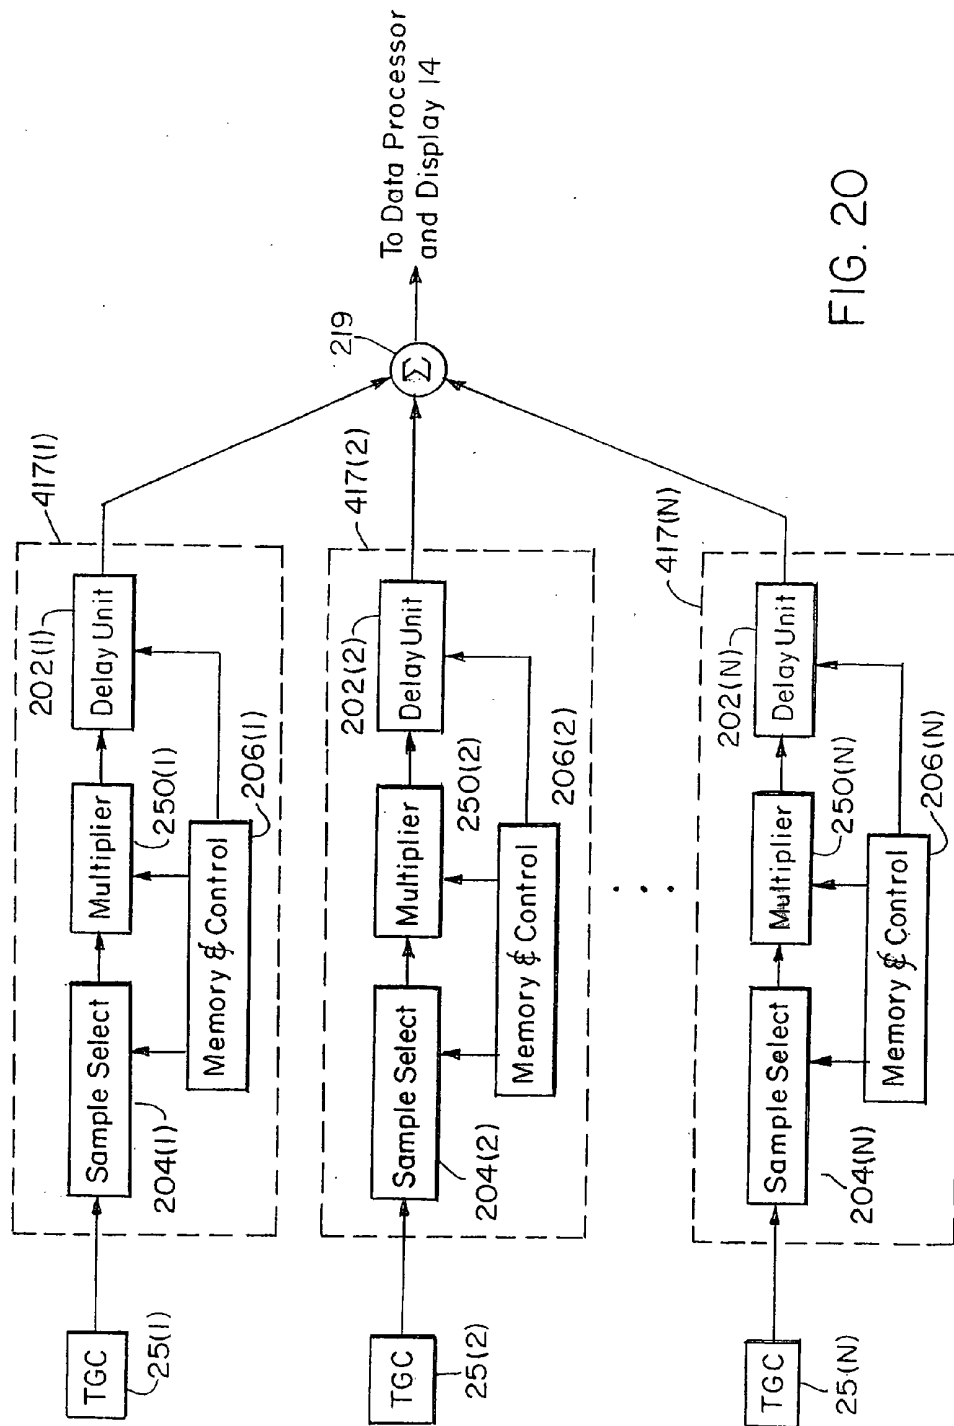 417(1)
202(1)
TGC
Sample Select
Multiplier
Delay Unit
25(1)
204(1)
250(1)
Memory & Control
206(1)
219
Σ
To Data Processor
and Display 14
417(2)
202(2)
TGC
Sample Select
Multiplier
Delay Unit
25(2)
204(2)
250(2)
Memory & Control
206(2)
. . .
417(N)
202(N)
TGC
Sample Select
Multiplier
Delay Unit
25(N)
204(N)
250(N)
Memory & Control
206(N)
FIG. 20